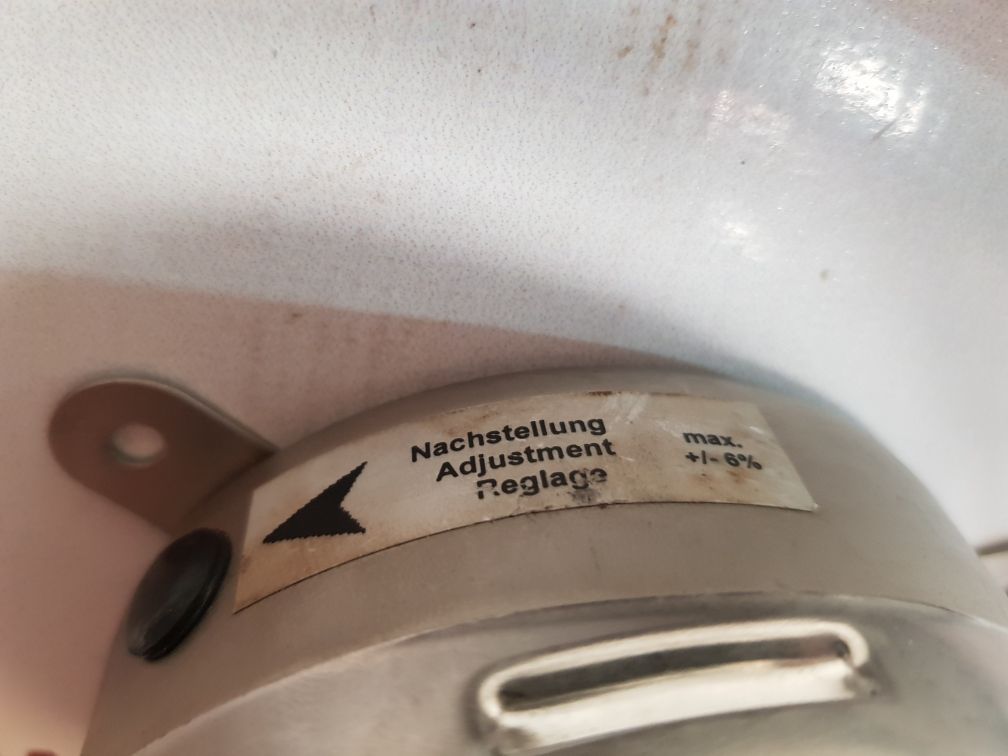 Nachstellung
Adjustment
Reglage
max.
+/- 6%